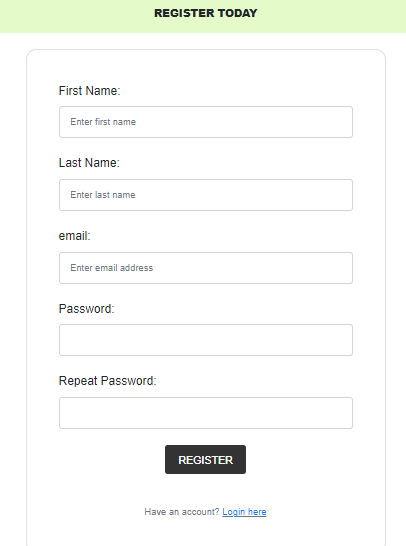 REGISTER TODAY
First Name:
Enter first name
Last Name:
Enter last name
email:
Enter email address
Password:
Repeat Password:
REGISTER
Have an account? Login here